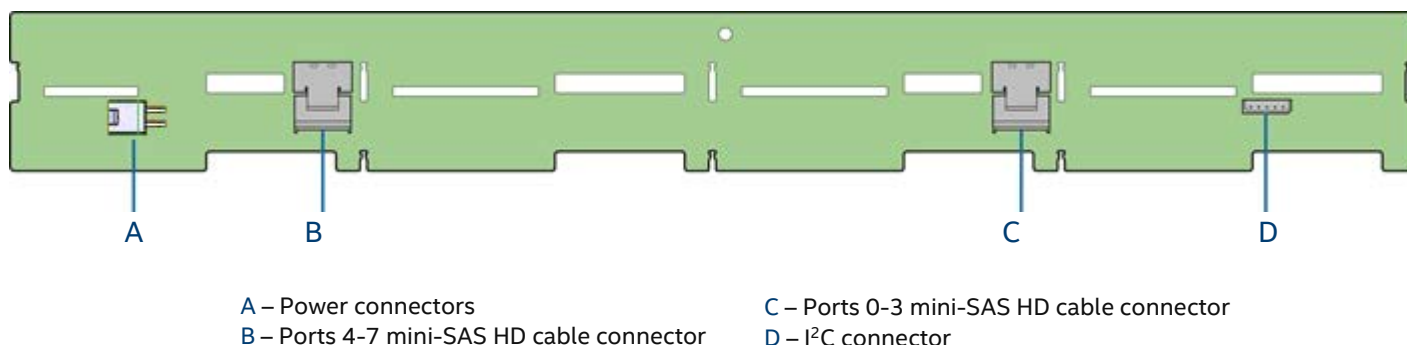 A B C D
A – Power connectors
B – Ports 4-7 mini-SAS HD cable connector
C – Ports 0-3 mini-SAS HD cable connector
D – I²C connector